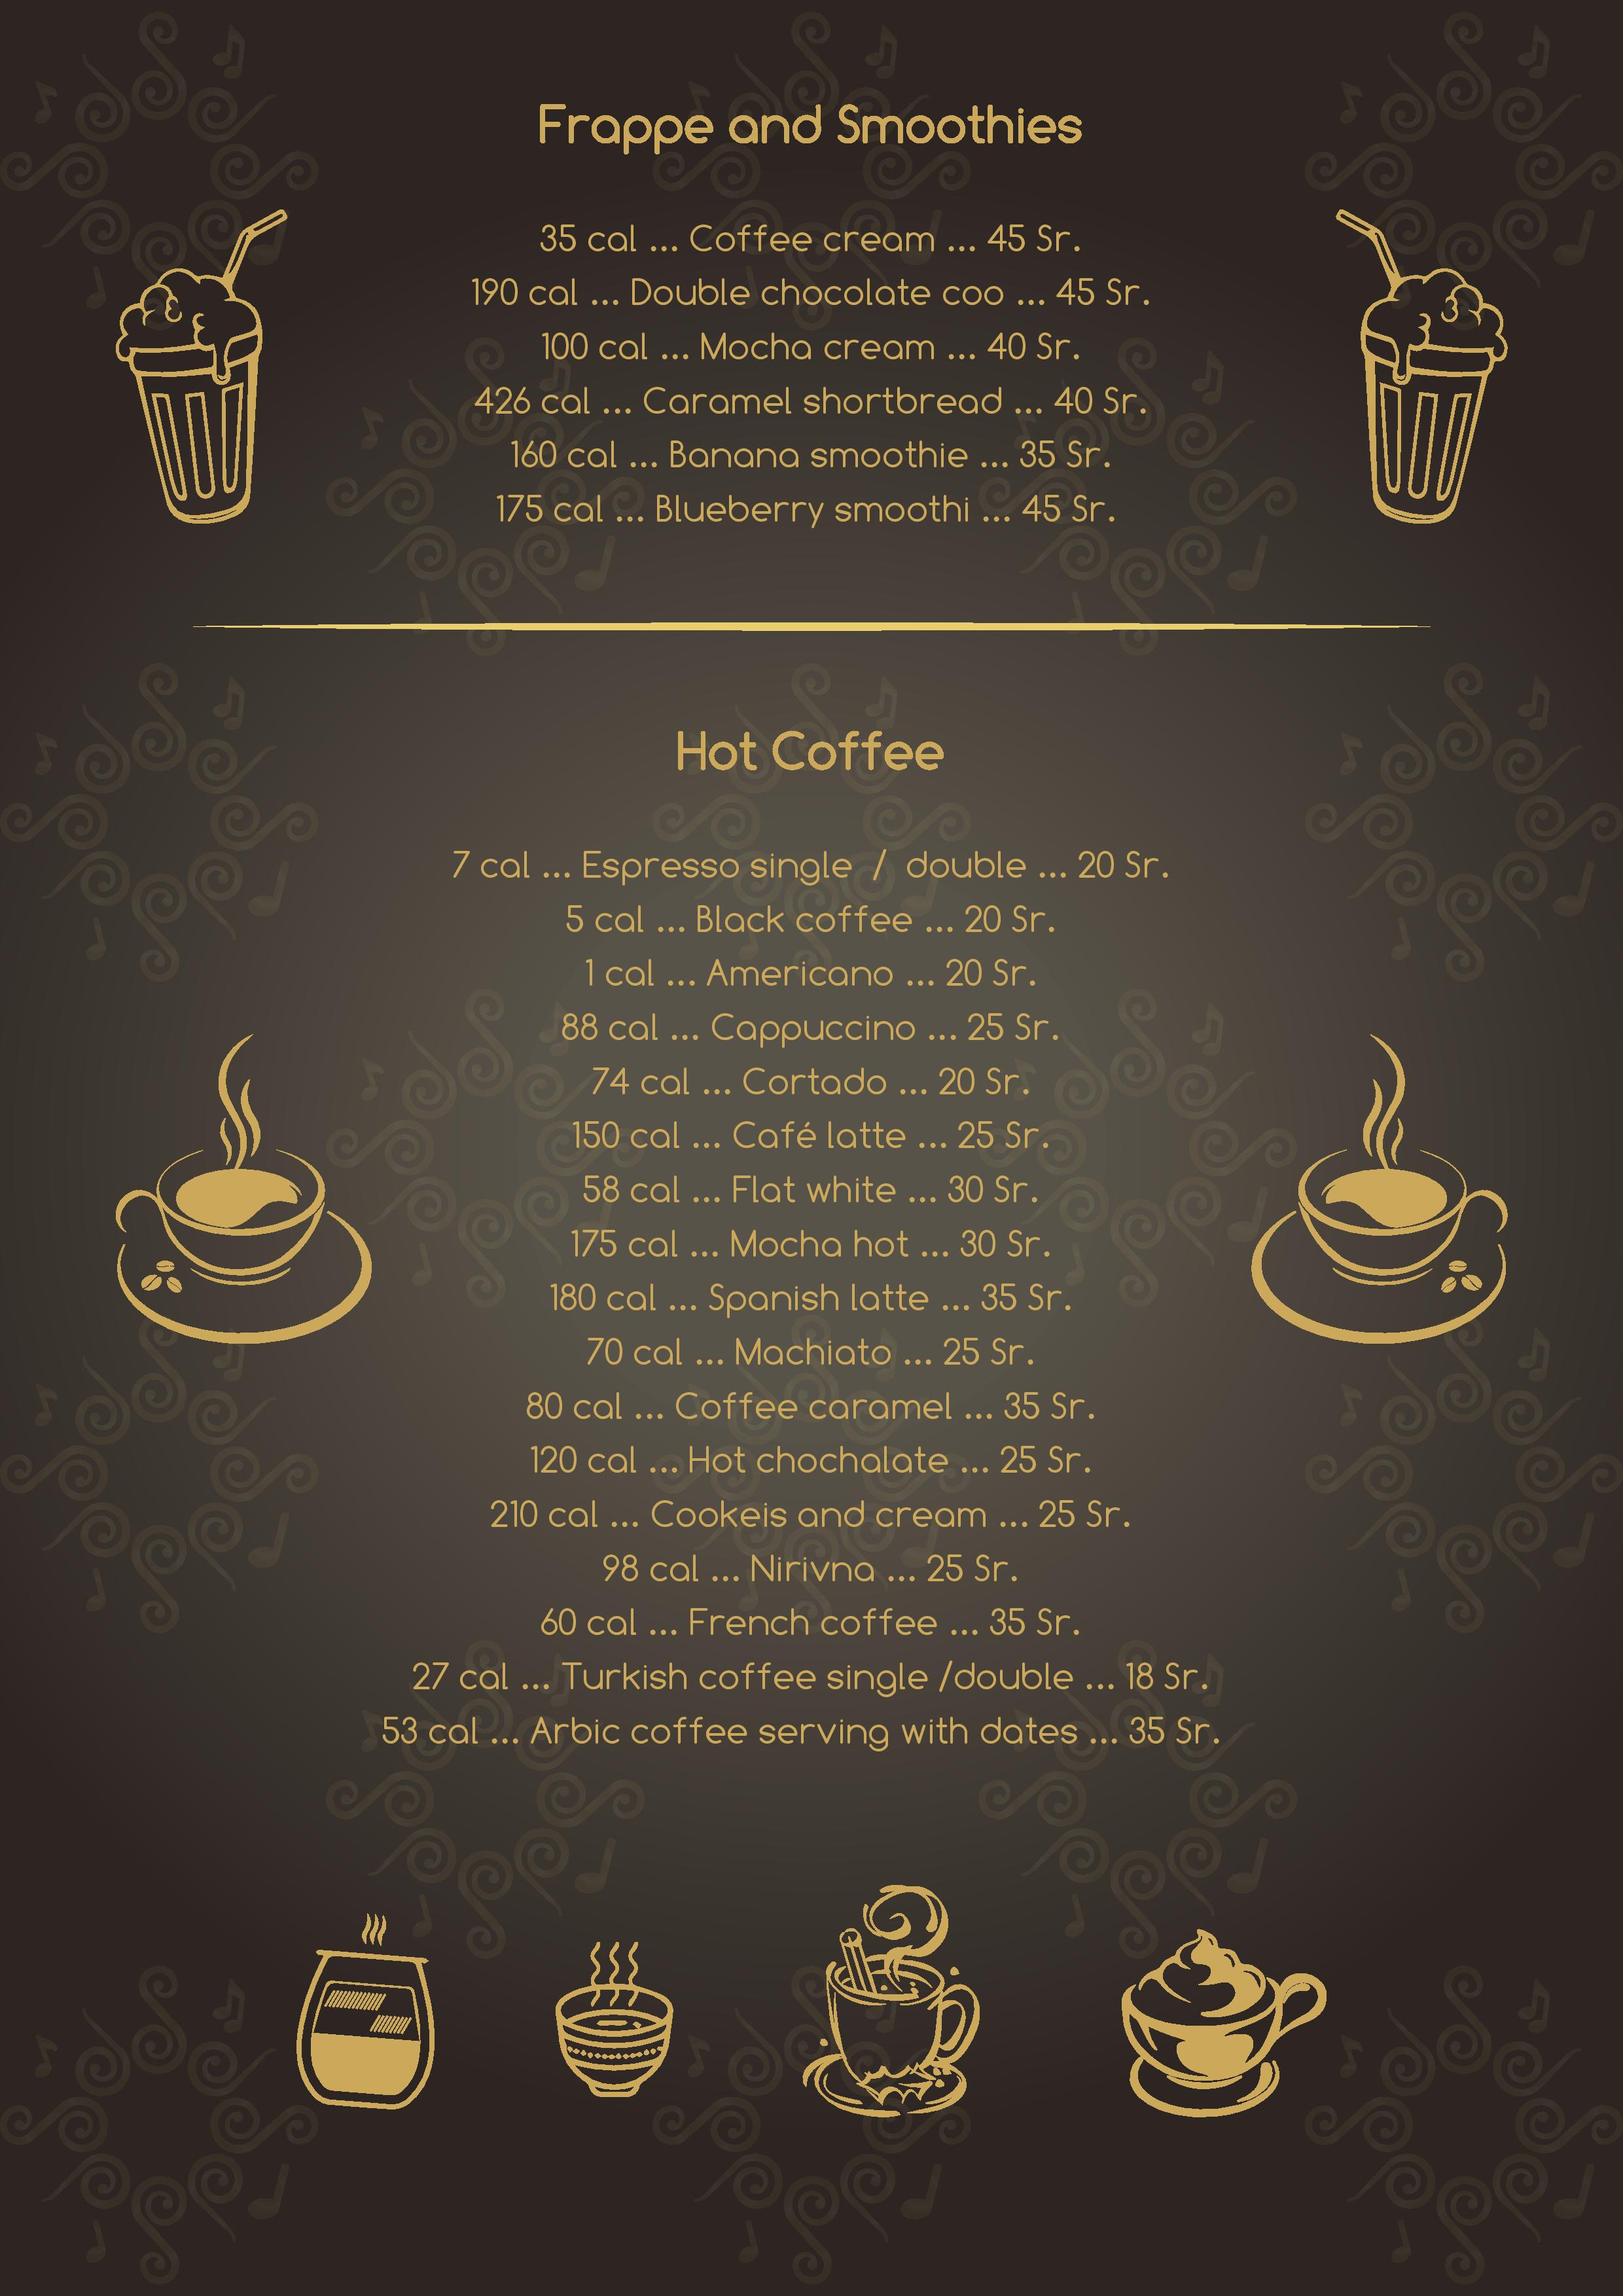 Frappe and Smoothies
35 cal ... Coffee cream ... 45 Sr.
190 cal ... Double chocolate coo ... 45 Sr.
100 cal ... Mocha cream ... 40 Sr.
426 cal ... Caramel shortbread ... 40 Sr.
160 cal ... Banana smoothie ... 35 Sr.
175 cal ... Blueberry smoothi ... 45 Sr.
Hot Coffee
7 cal ... Espresso single / double ... 20 Sr.
5 cal ... Black coffee ... 20 Sr.
1 cal ... Americano ... 20 Sr.
88 cal ... Cappuccino ... 25 Sr.
74 cal ... Cortado ... 20 Sr.
150 cal ... Café latte ... 25 Sr.
58 cal ... Flat white ... 30 Sr.
175 cal ... Mocha hot ... 30 Sr.
180 cal ... Spanish latte ... 35 Sr.
70 cal ... Machiato ... 25 Sr.
80 cal ... Coffee caramel ... 35 Sr.
120 cal ... Hot chochalate ... 25 Sr.
210 cal ... Cookeis and cream ... 25 Sr.
98 cal ... Nirivna ... 25 Sr.
60 cal ... French coffee ... 35 Sr.
27 cal ... Turkish coffee single /double ... 18 Sr.
53 cal ... Arbic coffee serving with dates ... 35 Sr.